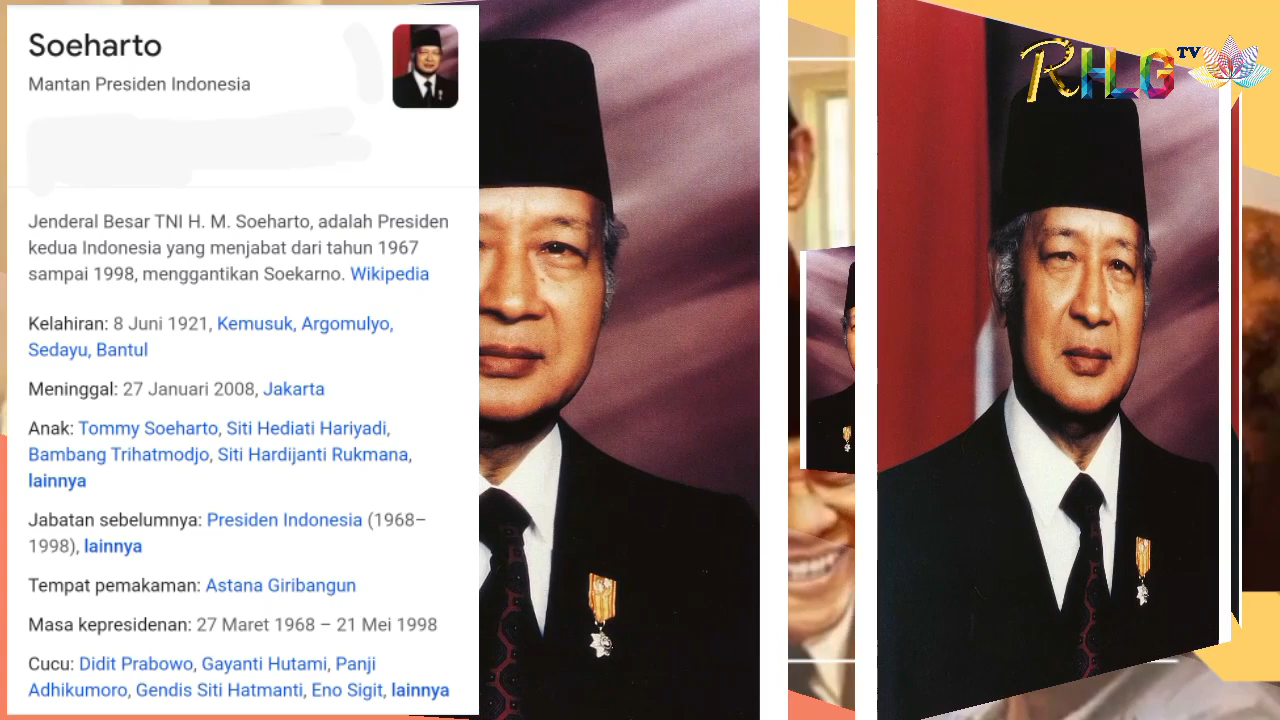 Soeharto
Mantan Presiden Indonesia
Jenderal Besar TNI H. M. Soeharto, adalah Presiden
kedua Indonesia yang menjabat dari tahun 1967
sampai 1998, menggantikan Soekarno. Wikipedia
Kelahiran: 8 Juni 1921, Kemusuk, Argomulyo,
Sedayu, Bantul
Meninggal: 27 Januari 2008, Jakarta
Anak: Tommy Soeharto, Siti Hediati Hariyadi,
Bambang Trihatmodjo, Siti Hardijanti Rukmana,
lainnya
Jabatan sebelumnya: Presiden Indonesia (1968–
1998), lainnya
Tempat pemakaman: Astana Giribangun
Masa kepresidenan: 27 Maret 1968 – 21 Mei 1998
Cucu: Didit Prabowo, Gayanti Hutami, Panji
Adhikumoro, Gendis Siti Hatmanti, Eno Sigit, lainnya
RHLG TV